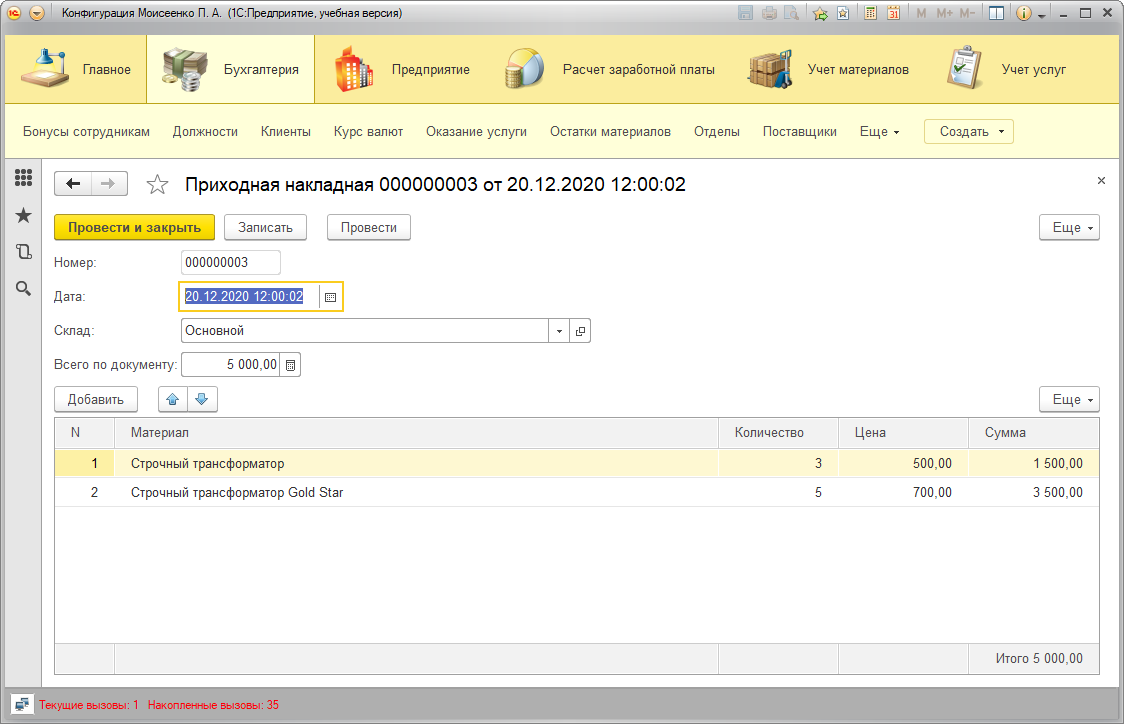 Конфигурация Моисеенко П. А. (1С:Предприятие, учебная версия)
M M+ M-
31
Главное Бухгалтерия Предприятие Расчет заработной платы Учет материалов Учет услуг
Бонусы сотрудникам Должности Клиенты Курс валют Оказание услуги Остатки материалов Отделы Поставщики Еще Создать
Приходная накладная 000000003 от 20.12.2020 12:00:02
Провести и закрыть Записать Провести Еще
Номер: 000000003
Дата: 20.12.2020 12:00:02
Склад: Основной
Всего по документу: 5 000,00
Добавить Еще
N Материал Количество Цена Сумма
1 Строчный трансформатор 3 500,00 1 500,00
2 Строчный трансформатор Gold Star 5 700,00 3 500,00
Итого 5 000,00
Текущие вызовы: 1 Накопленные вызовы: 35